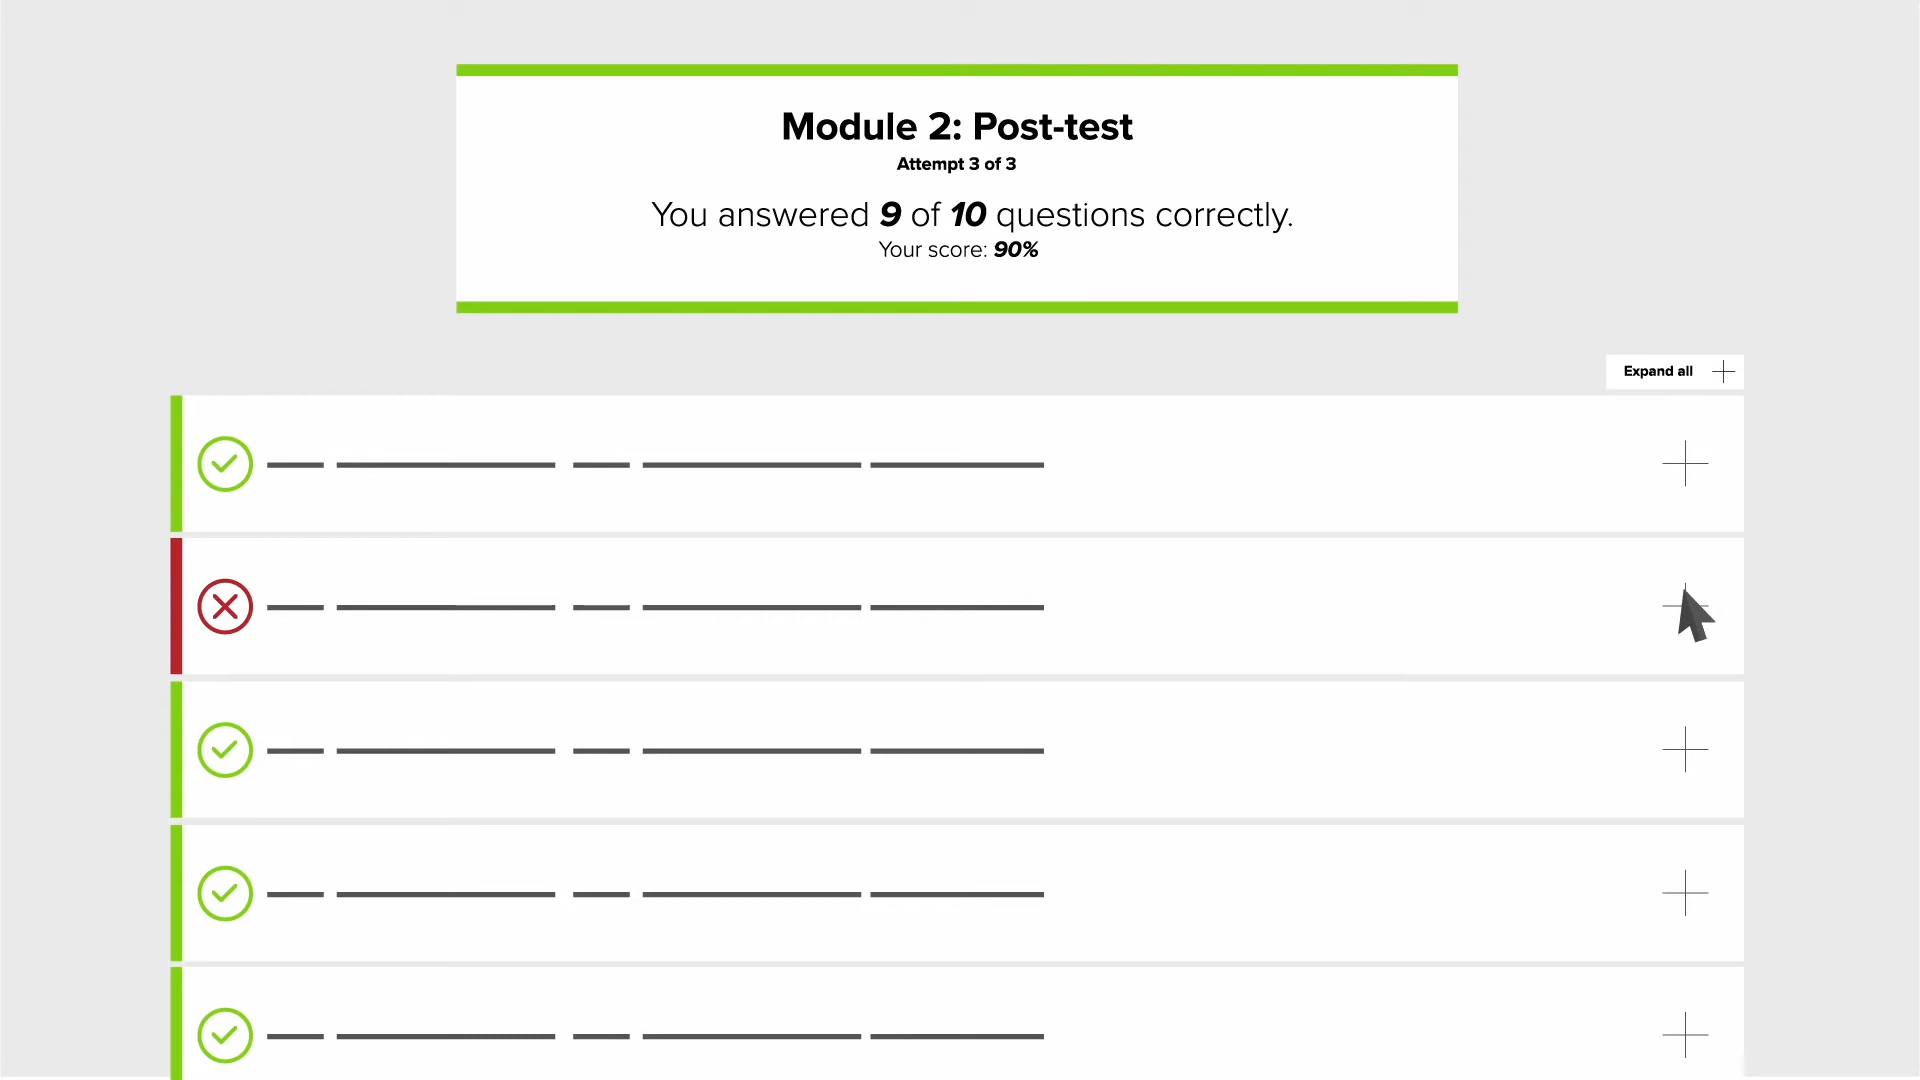 Module 2: Post-test
Attempt 3 of 3
You answered 9 of 10 questions correctly.
Your score: 90%
Expand all